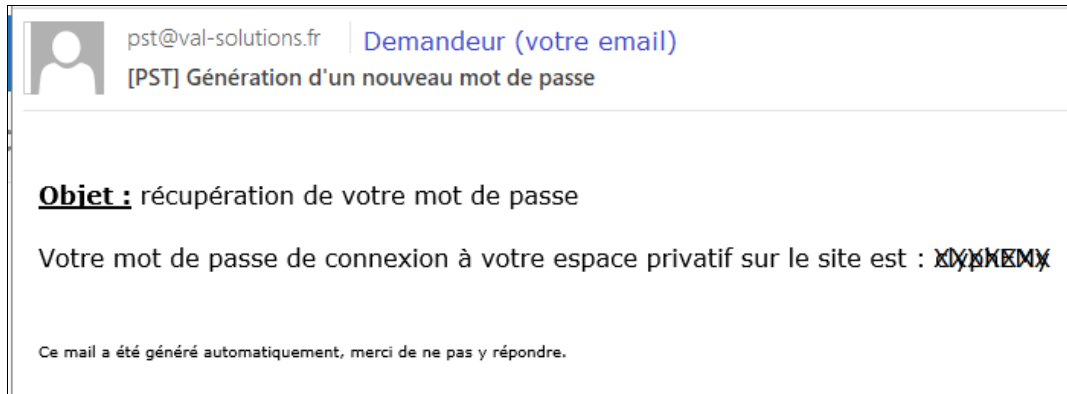 pst@val-solutions.fr Demandeur (votre email)
[PST] Génération d'un nouveau mot de passe
Objet : récupération de votre mot de passe
Votre mot de passe de connexion à votre espace privatif sur le site est :
Ce mail a été généré automatiquement, merci de ne pas y répondre.